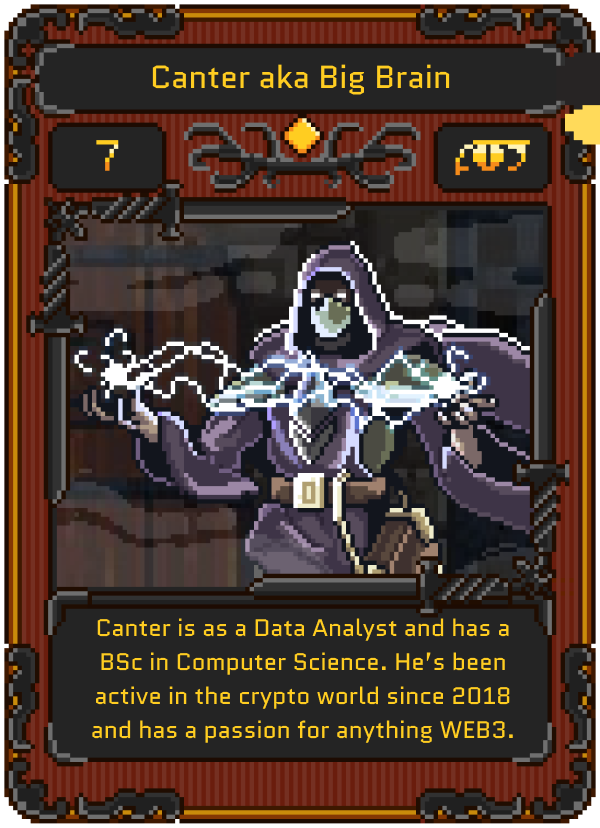 Canter aka Big Brain
7
Canter is as a Data Analyst and has a
BSc in Computer Science. He's been
active in the crypto world since 2018
and has a passion for anything WEB3.